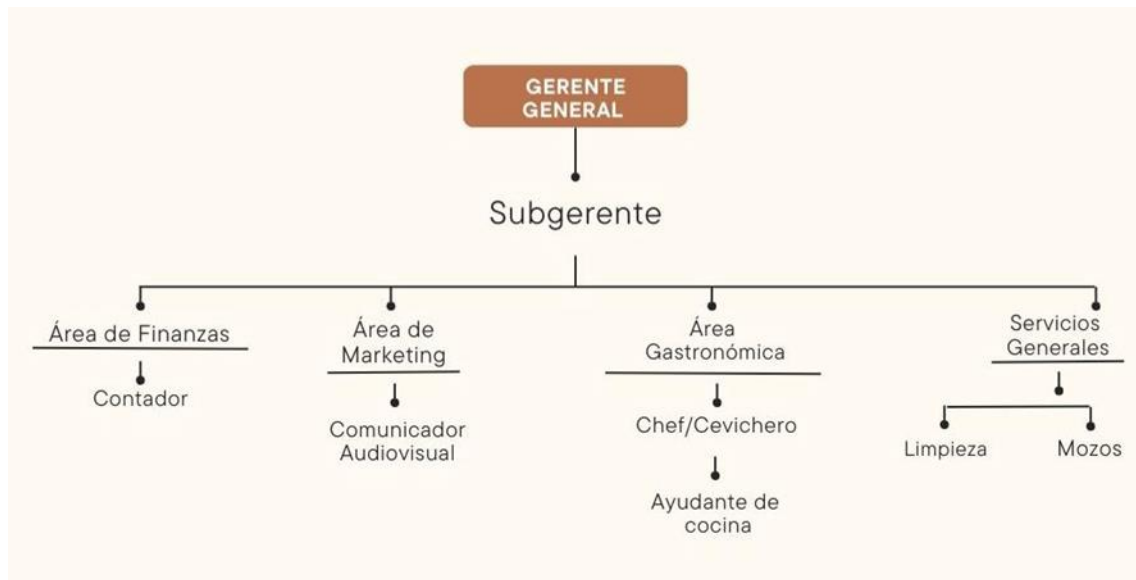 GERENTE
GENERAL
Subgerente
Área de Finanzas
Contador
Área de
Marketing
Comunicador
Audiovisual
Área
Gastronómica
Chef/Cevichero
Ayudante de
cocina
Servicios
Generales
Limpieza
Mozos